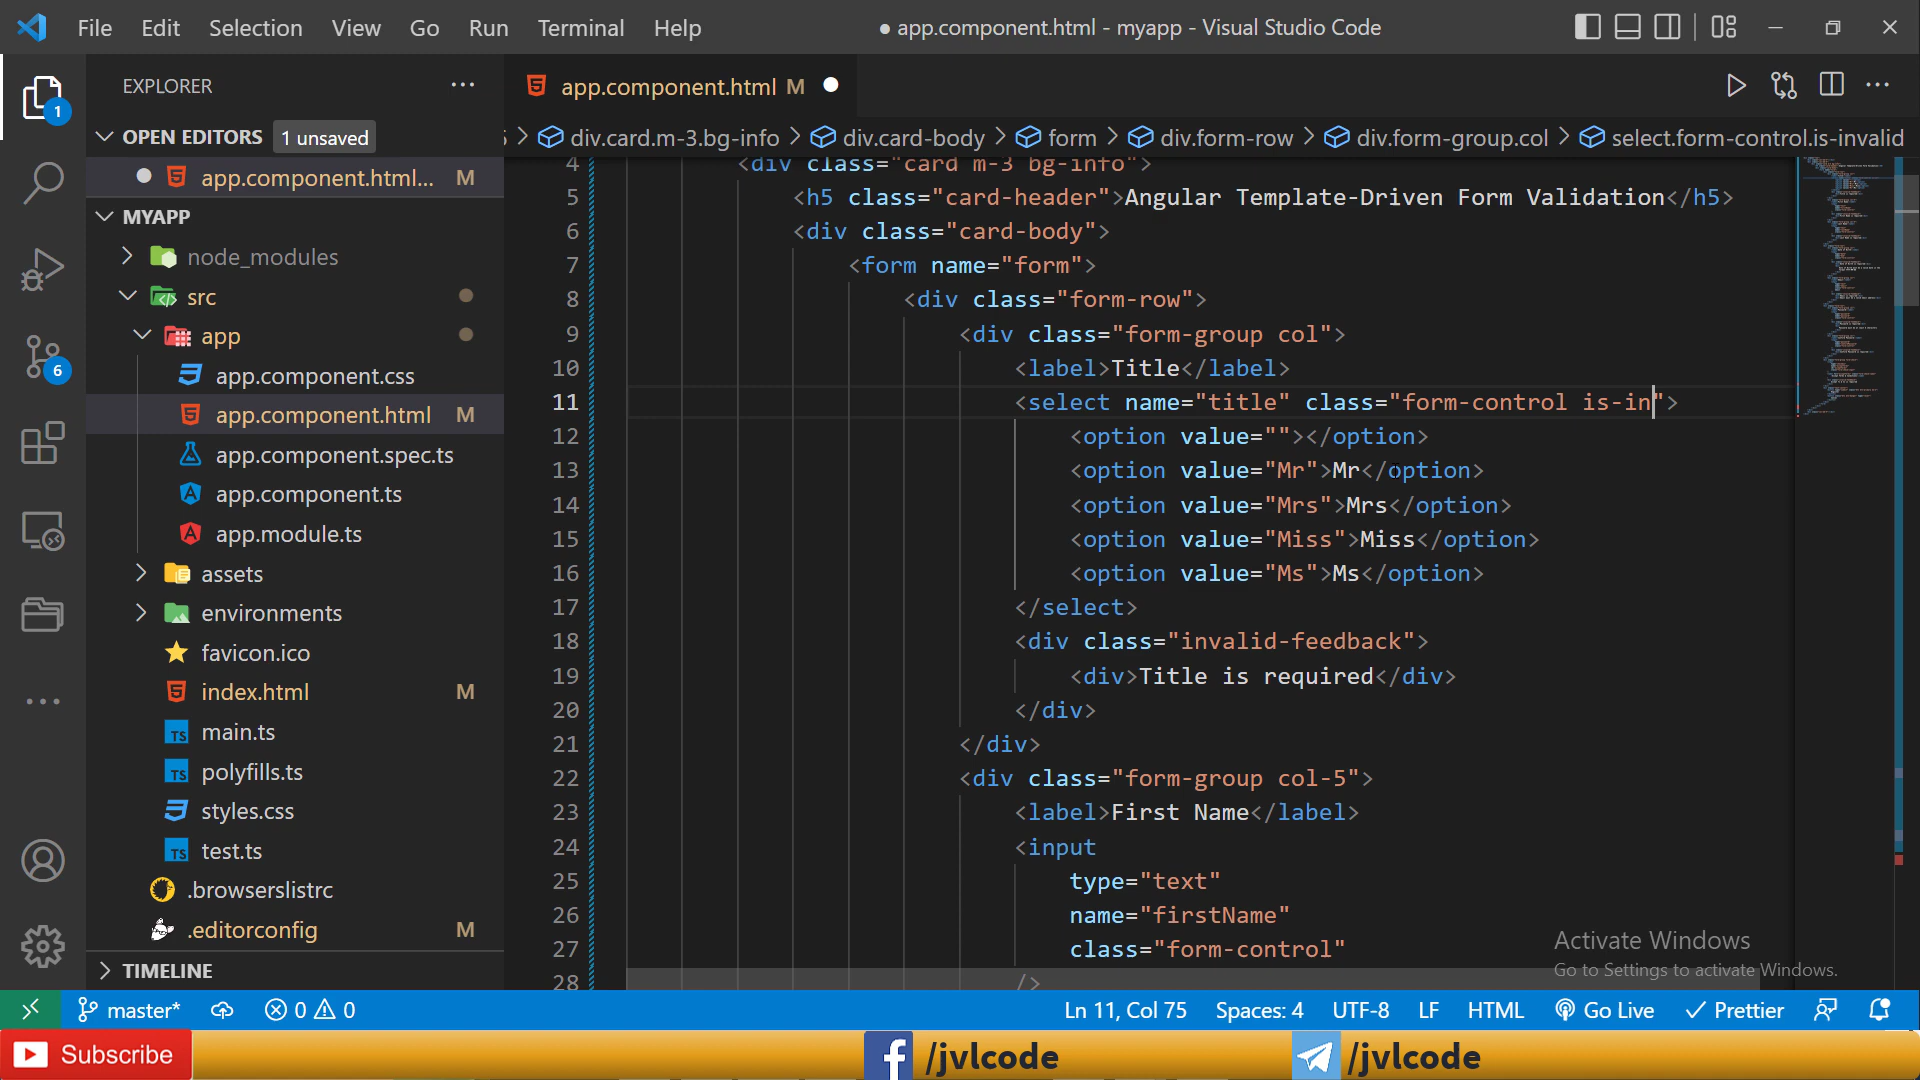 File Edit Selection View Go Run Terminal Help
● app.component.html - myapp - Visual Studio Code
1
EXPLORER
OPEN EDITORS 1 unsaved
app.component.html... M
MYAPP
node_modules
src
app
app.component.css
app.component.html M
app.component.spec.ts
app.component.ts
app.module.ts
assets
environments
favicon.ico
index.html M
main.ts
polyfills.ts
styles.css
test.ts
.browserslistrc
.editorconfig M
TIMELINE
6
app.component.html M
div.card.m-3.bg-info > div.card-body > form > div.form-row > div.form-group.col > select.form-control.is-invalid
4 <div class="card m-3 bg-info">
5 <h5 class="card-header">Angular Template-Driven Form Validation</h5>
6 <div class="card-body">
7 <form name="form">
8 <div class="form-row">
9 <div class="form-group col">
10 <label>Title</label>
11 <select name="title" class="form-control is-in">
12 <option value=""></option>
13 <option value="Mr">Mr</option>
14 <option value="Mrs">Mrs</option>
15 <option value="Miss">Miss</option>
16 <option value="Ms">Ms</option>
17 </select>
18 <div class="invalid-feedback">
19 <div>Title is required</div>
20 </div>
21 </div>
22 <div class="form-group col-5">
23 <label>First Name</label>
24 <input
25 type="text"
26 name="firstName"
27 class="form-control"
28 />
Activate Windows
Go to Settings to activate Windows.
master* 0 0 Ln 11, Col 75 Spaces: 4 UTF-8 LF HTML Go Live Prettier
Subscribe /jvlcode /jvlcode